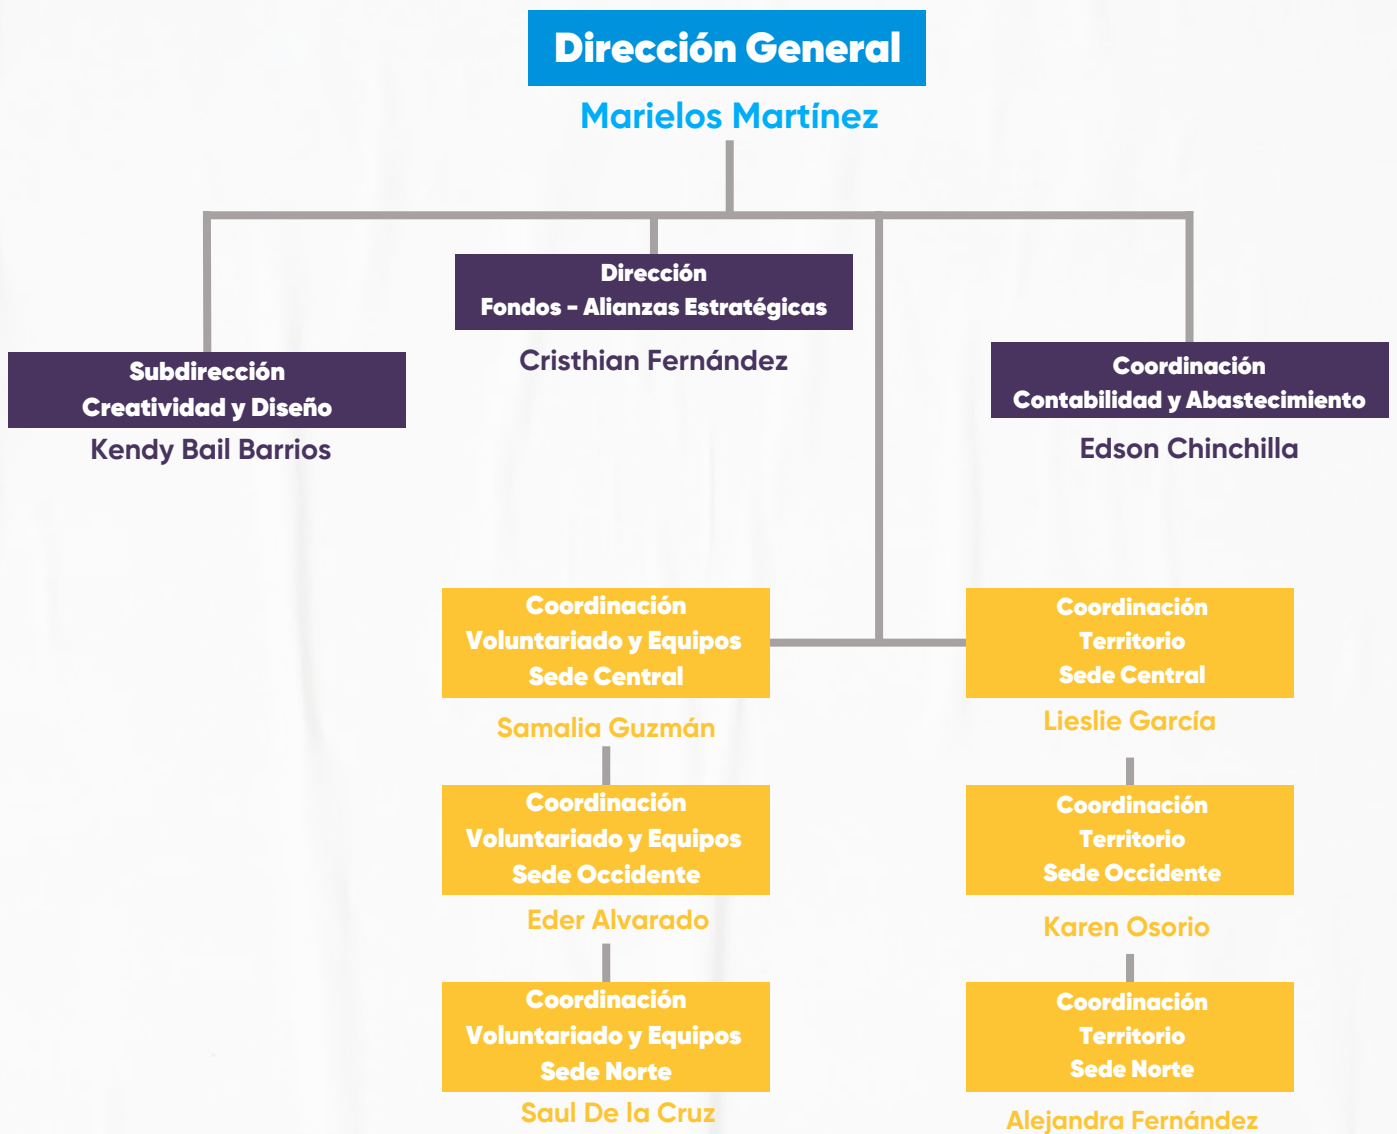 Dirección General
Marielos Martínez
Dirección
Fondos - Alianzas Estratégicas
Cristhian Fernández
Subdirección
Creatividad y Diseño
Kendy Bail Barrios
Coordinación
Contabilidad y Abastecimiento
Edson Chinchilla
Coordinación
Voluntariado y Equipos
Sede Central
Samalia Guzmán
Coordinación
Territorio
Sede Central
Lieslie García
Coordinación
Voluntariado y Equipos
Sede Occidente
Eder Alvarado
Coordinación
Territorio
Sede Occidente
Karen Osorio
Coordinación
Voluntariado y Equipos
Sede Norte
Saul De la Cruz
Coordinación
Territorio
Sede Norte
Alejandra Fernández